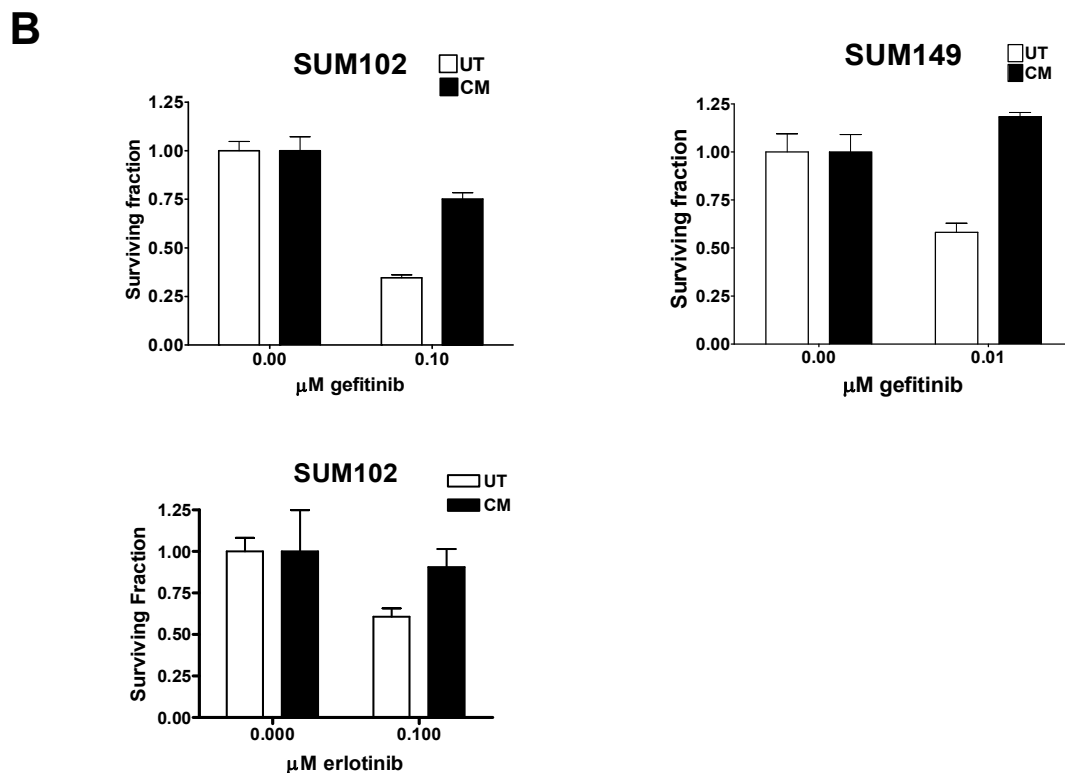 B
SUM102
UT
CM
1.25
1.00
0.75
0.50
0.25
0.00
Surviving fraction
0.00 0.10
μM gefitinib
SUM149
UT
CM
1.25
1.00
0.75
0.50
0.25
0.00
Surviving fraction
0.00 0.01
μM gefitinib
SUM102
UT
CM
1.25
1.00
0.75
0.50
0.25
0.00
Surviving Fraction
0.000 0.100
μM erlotinib